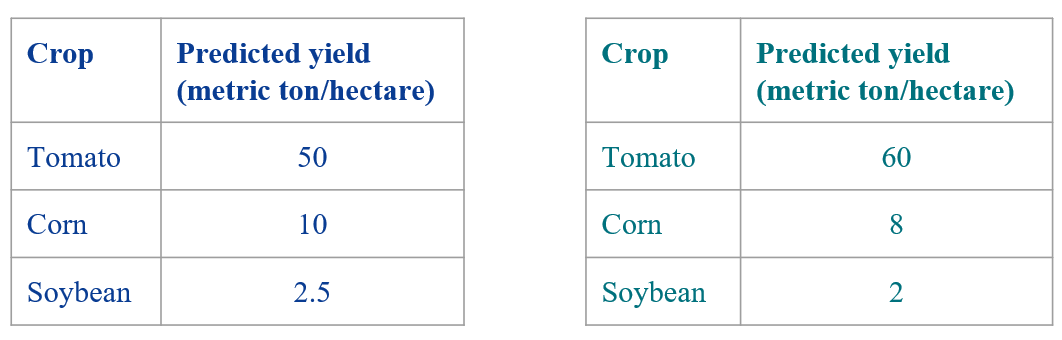 Crop Predicted yield
(metric ton/hectare)
Tomato 50
Corn 10
Soybean 2.5
Crop Predicted yield
(metric ton/hectare)
Tomato 60
Corn 8
Soybean 2